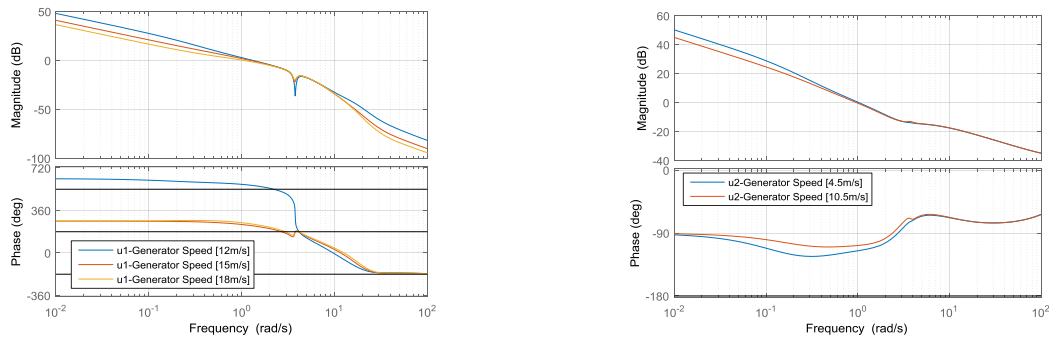 50
0
-50
-100
Magnitude (dB)
720
360
0
-360
Phase (deg)
u1-Generator Speed [12m/s]
u1-Generator Speed [15m/s]
u1-Generator Speed [18m/s]
10^-2
10^-1
10^0
10^1
10^2
Frequency (rad/s)
60
40
20
0
-20
-40
Magnitude (dB)
0
-90
-180
Phase (deg)
u2-Generator Speed [4.5m/s]
u2-Generator Speed [10.5m/s]
10^-2
10^-1
10^0
10^1
10^2
Frequency (rad/s)